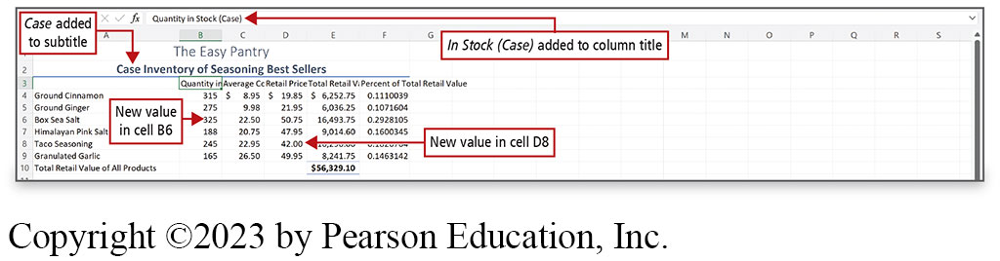 Case added to subtitle
fx Quantity in Stock (Case)
In Stock (Case) added to column title
A B C D E F G M N O P Q R S
The Easy Pantry
2 Case Inventory of Seasoning Best Sellers
3 Quantity in Average Co Retail Price Total Retail Va Percent of Total Retail Value
4 Ground Cinnamon 315 $ 8.95 $ 19.85 $ 6,252.75 0.1110039
5 Ground Ginger 275 9.98 21.95 6,036.25 0.1071604
6 Box Sea Salt 325 22.50 50.75 16,493.75 0.2928105
7 Himalayan Pink Salt 188 20.75 47.95 9,014.60 0.1600345
8 Taco Seasoning 245 22.95 42.00
9 Granulated Garlic 165 26.50 49.95 8,241.75 0.1463142
10 Total Retail Value of All Products $56,329.10
New value in cell B6
New value in cell D8
Copyright ©2023 by Pearson Education, Inc.